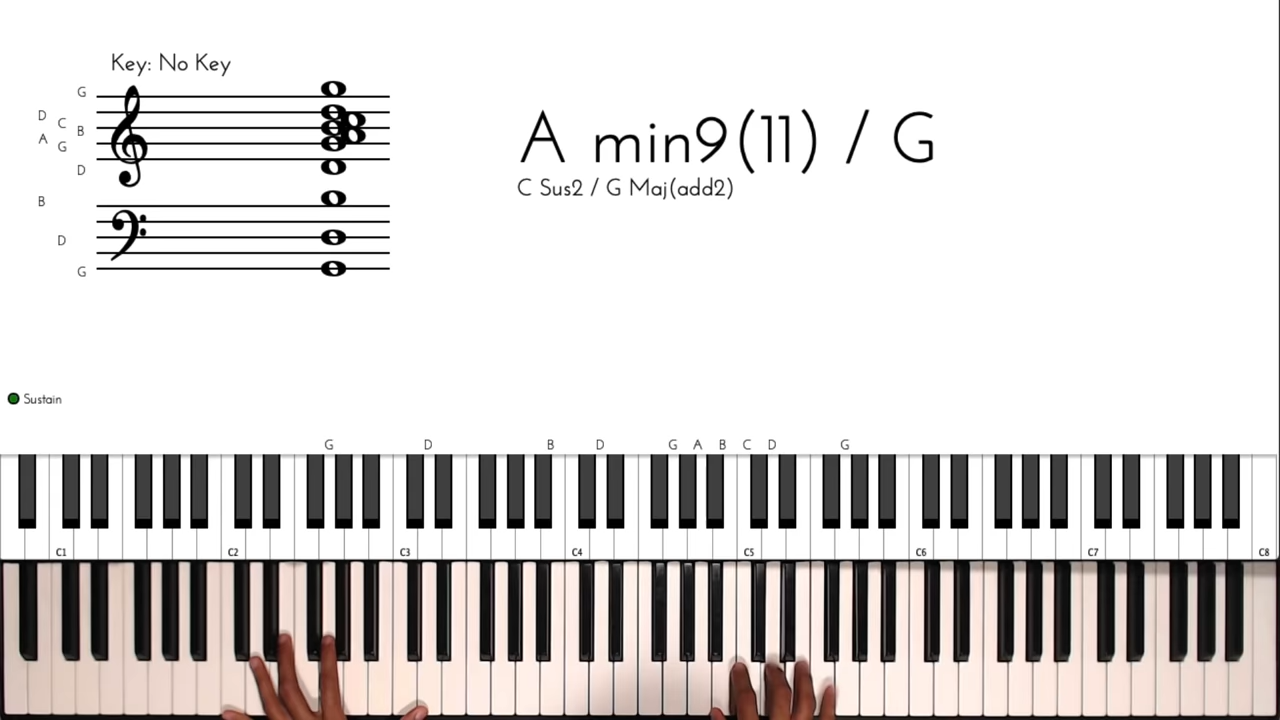 Key: No Key
A min9(11) / G
C Sus2 / G Maj(add2)
G
D
C
B
A
G
D
B
D
G
Sustain
G D B D G A B C D G
C1 C2 C3 C4 C5 C6 C7 C8